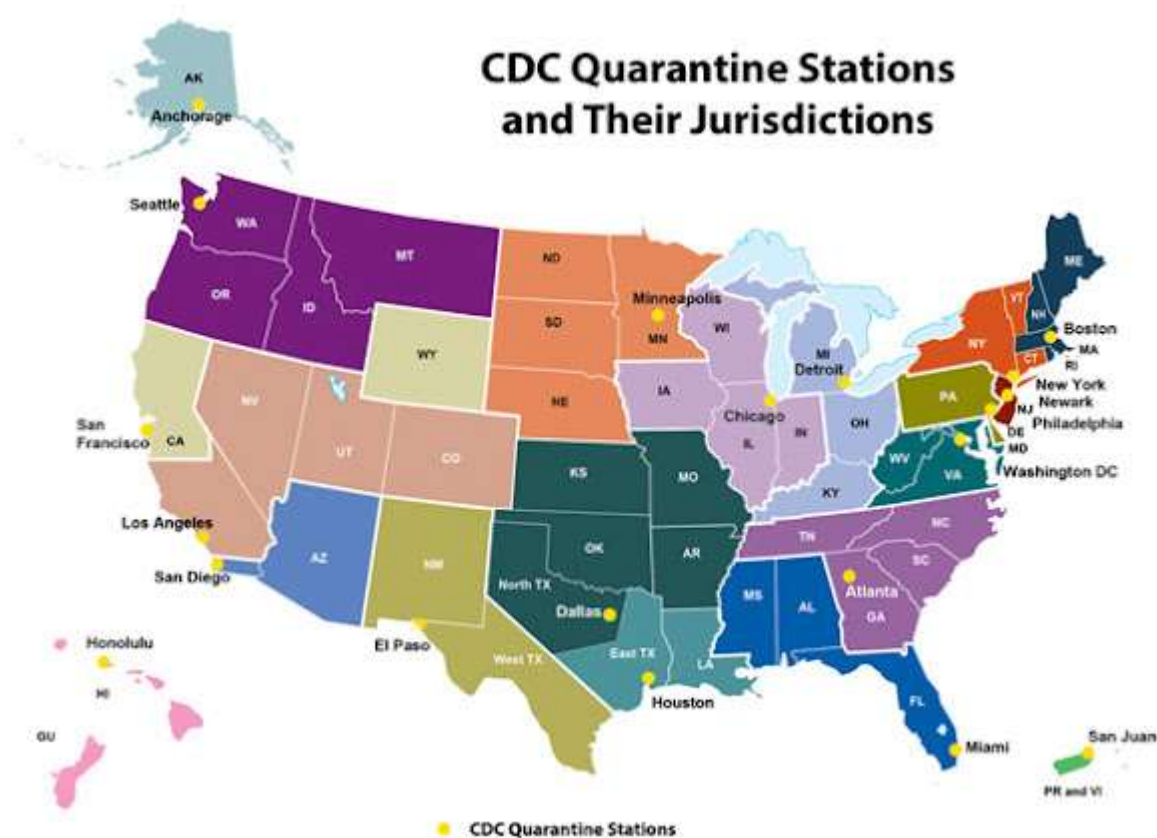 CDC Quarantine Stations
and Their Jurisdictions
AK
Anchorage
Seattle
WA
MT
ND
ME
OR
ID
Minneapolis
VT
NH
SD
MN
WI
Boston
NY
MA
WY
MI
RI
Detroit
CT
New York
NE
IA
PA
Newark
NJ
Chicago
Philadelphia
NV
OH
DE
San
Francisco
CA
UT
CO
IL
IN
MD
WV
VA
Washington DC
KS
MO
KY
Los Angeles
NC
TN
AZ
NM
OK
AR
SC
San Diego
North TX
MS
AL
Atlanta
Dallas
GA
Honolulu
El Paso
West TX
East TX
LA
HI
Houston
FL
GU
Miami
San Juan
PR and VI
CDC Quarantine Stations